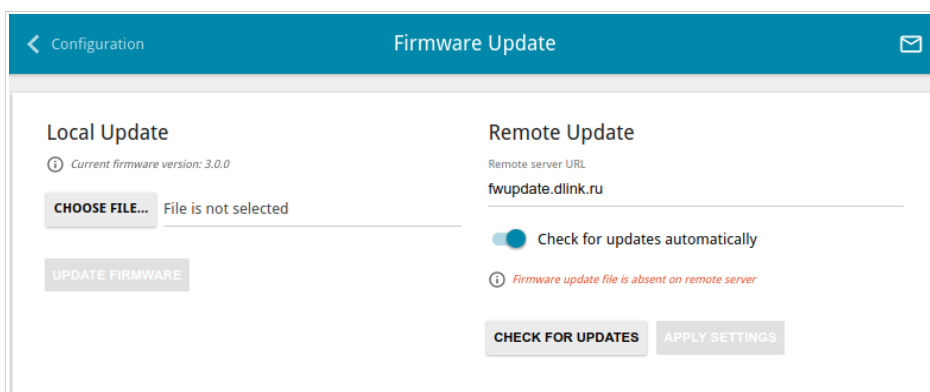 Configuration
Firmware Update
Local Update
Current firmware version: 3.0.0
CHOOSE FILE...
File is not selected
UPDATE FIRMWARE
Remote Update
Remote server URL
fwupdate.dlink.ru
Check for updates automatically
Firmware update file is absent on remote server
CHECK FOR UPDATES
APPLY SETTINGS